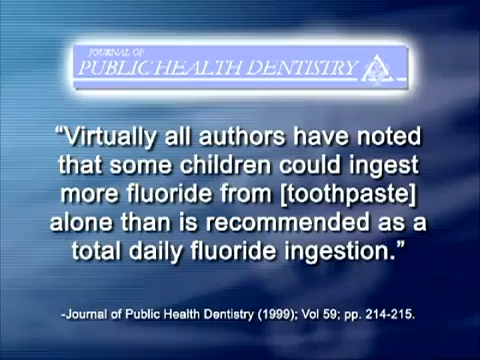 JOURNAL OF
PUBLIC HEALTH DENTISTRY
“Virtually all authors have noted
that some children could ingest
more fluoride from [toothpaste]
alone than is recommended as a
total daily fluoride ingestion.”
-Journal of Public Health Dentistry (1999); Vol 59; pp. 214-215.